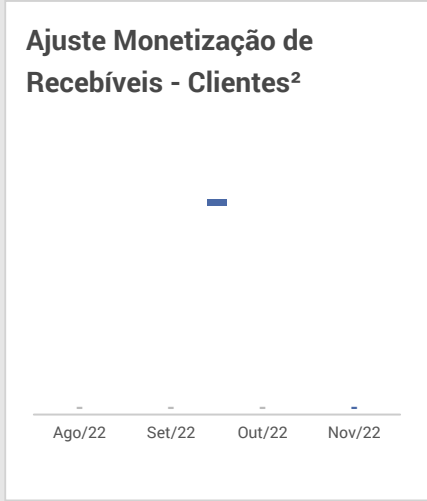 Ajuste Monetização de
Recebíveis - Clientes²
- - - -
Ago/22 Set/22 Out/22 Nov/22